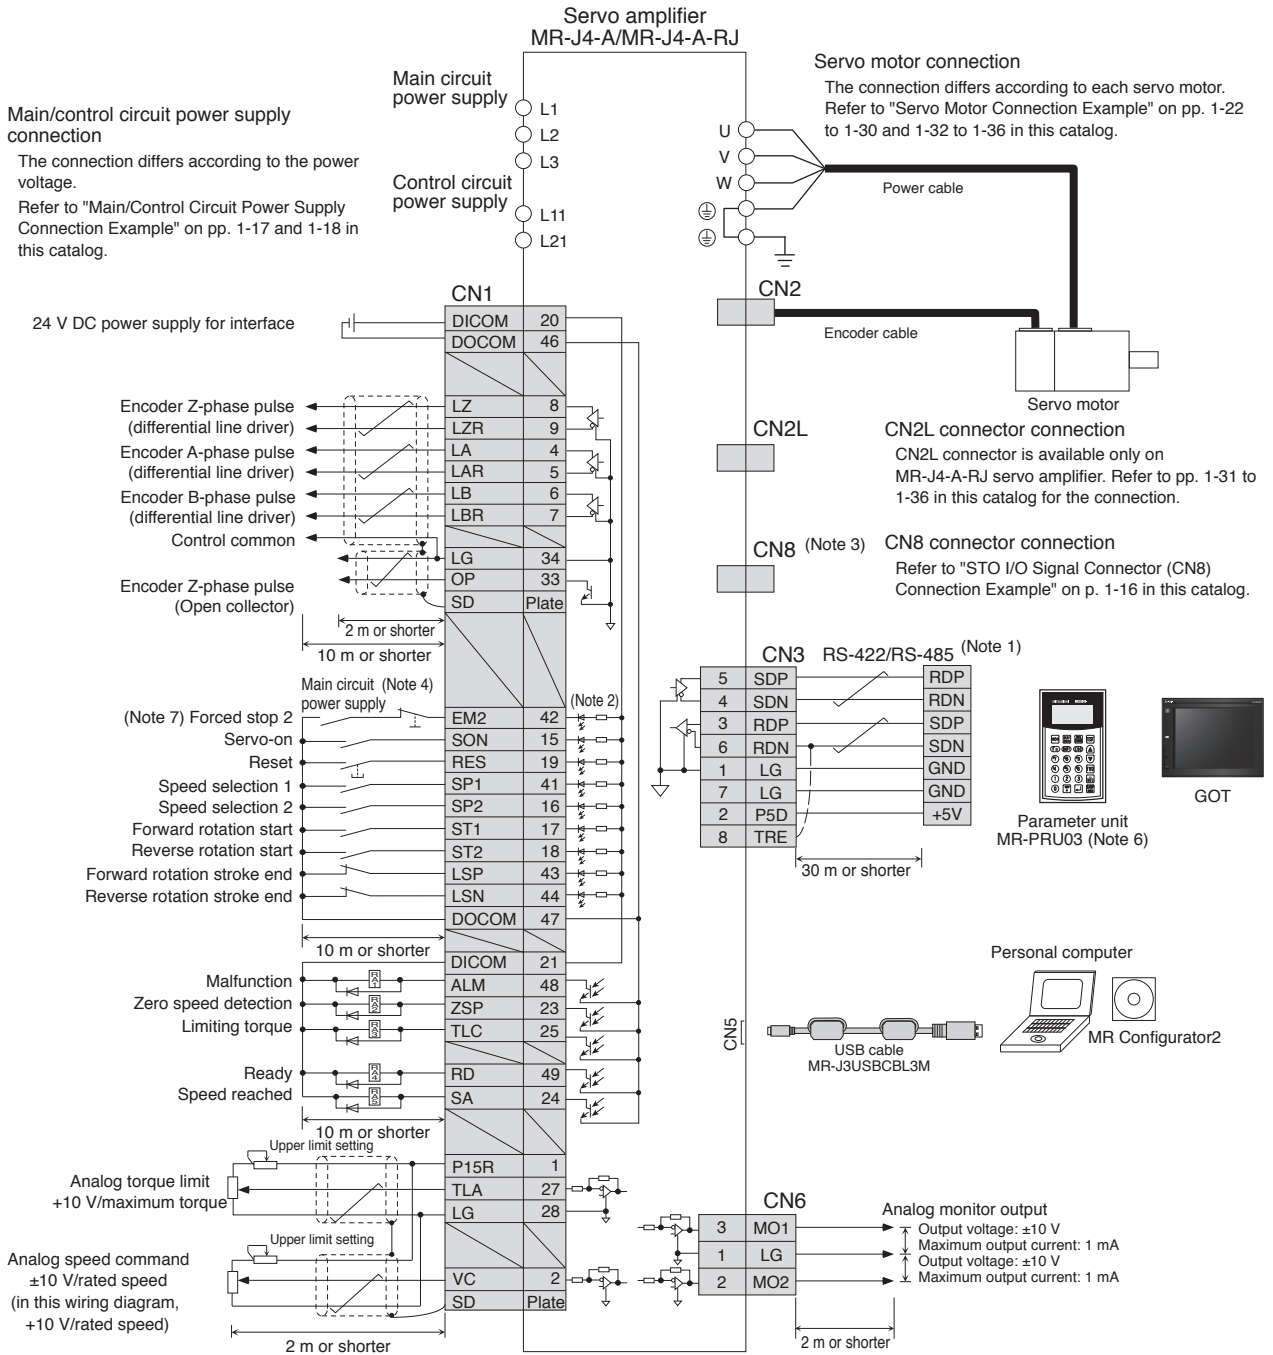 Servo amplifier
MR-J4-A/MR-J4-A-RJ
Main circuit
power supply
L1
L2
L3
Control circuit
power supply
L11
L21
Main/control circuit power supply
connection
The connection differs according to the power
voltage.
Refer to "Main/Control Circuit Power Supply
Connection Example" on pp. 1-17 and 1-18 in
this catalog.
Servo motor connection
The connection differs according to each servo motor.
Refer to "Servo Motor Connection Example" on pp. 1-22
to 1-30 and 1-32 to 1-36 in this catalog.
U
V
W
Power cable
CN2
Encoder cable
Servo motor
CN2L
CN2L connector connection
CN2L connector is available only on
MR-J4-A-RJ servo amplifier. Refer to pp. 1-31 to
1-36 in this catalog for the connection.
CN8 (Note 3)
CN8 connector connection
Refer to "STO I/O Signal Connector (CN8)
Connection Example" on p. 1-16 in this catalog.
CN1
24 V DC power supply for interface
DICOM 20
DOCOM 46
Encoder Z-phase pulse
(differential line driver)
LZ 8
LZR 9
Encoder A-phase pulse
(differential line driver)
LA 4
LAR 5
Encoder B-phase pulse
(differential line driver)
LB 6
LBR 7
Control common
LG 34
Encoder Z-phase pulse
(Open collector)
OP 33
SD Plate
2 m or shorter
10 m or shorter
Main circuit (Note 4)
power supply
(Note 2)
(Note 7) Forced stop 2 EM2 42
Servo-on SON 15
Reset RES 19
Speed selection 1 SP1 41
Speed selection 2 SP2 16
Forward rotation start ST1 17
Reverse rotation start ST2 18
Forward rotation stroke end LSP 43
Reverse rotation stroke end LSN 44
DOCOM 47
10 m or shorter
DICOM 21
Malfunction RA1 ALM 48
Zero speed detection RA2 ZSP 23
Limiting torque RA3 TLC 25
Ready RA4 RD 49
Speed reached RA5 SA 24
10 m or shorter
Upper limit setting
P15R 1
Analog torque limit
+10 V/maximum torque
TLA 27
LG 28
Upper limit setting
Analog speed command
±10 V/rated speed
(in this wiring diagram,
+10 V/rated speed)
VC 2
SD Plate
2 m or shorter
CN3
RS-422/RS-485 (Note 1)
5 SDP RDP
4 SDN RDN
3 RDP SDP
6 RDN SDN
1 LG GND
7 LG GND
2 P5D +5V
8 TRE
30 m or shorter
Parameter unit
MR-PRU03 (Note 6)
GOT
CN5
USB cable
MR-J3USBCBL3M
Personal computer
MR Configurator2
CN6
3 MO1
1 LG
2 MO2
Analog monitor output
Output voltage: ±10 V
Maximum output current: 1 mA
Output voltage: ±10 V
Maximum output current: 1 mA
2 m or shorter